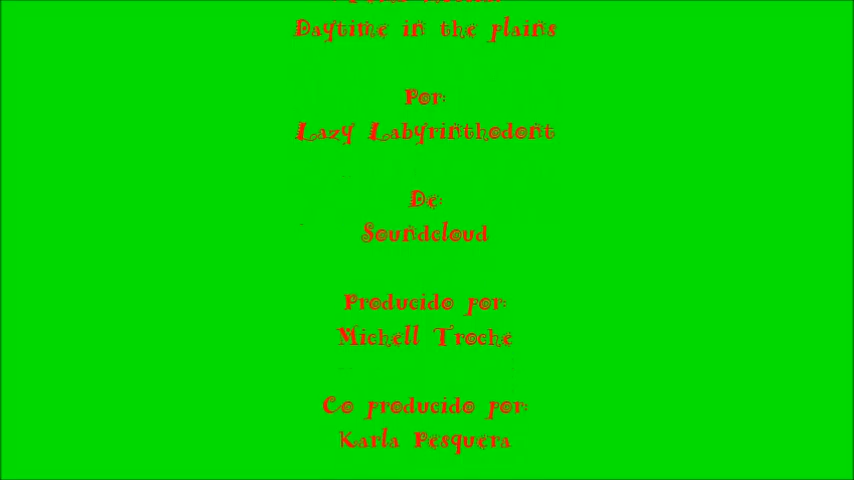 Daytime in the plains
Por:
Lazy Labyrinthodont
De:
Soundcloud
Producido por:
Michell Troche
Co producido por:
Karla Pesquera